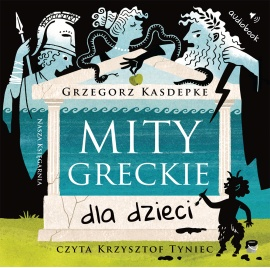 audiobook
GRZEGORZ KASDEPKE
NASZA KSIĘGARNIA
MITY
GRECKIE
dla dzieci
CZYTA KRZYSZTOF TYNIEC